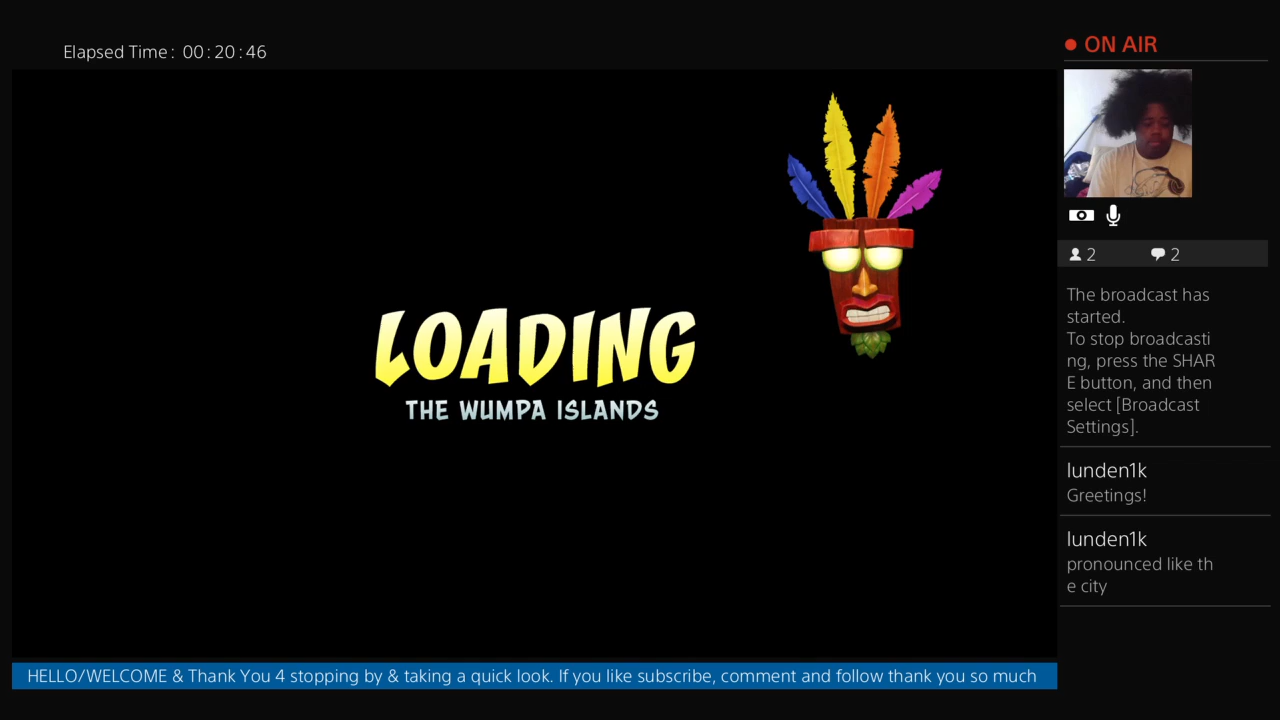 Elapsed Time: 00:20:46
ON AIR
LOADING
THE WUMPA ISLANDS
2 2
The broadcast has
started.
To stop broadcasti
ng, press the SHAR
E button, and then
select [Broadcast
Settings].
lunden1k
Greetings!
lunden1k
pronounced like th
e city
HELLO/WELCOME & Thank You 4 stopping by & taking a quick look. If you like subscribe, comment and follow thank you so much